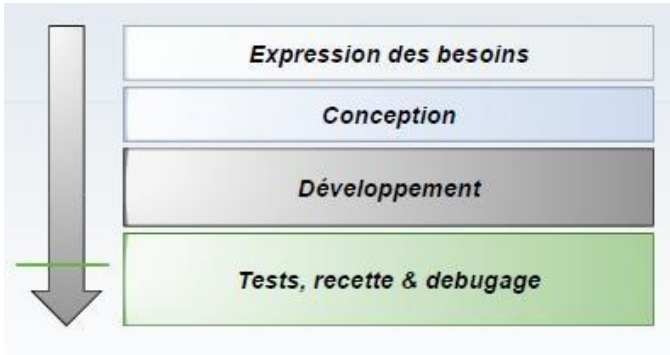 Expression des besoins
Conception
Développement
Tests, recette & debugage